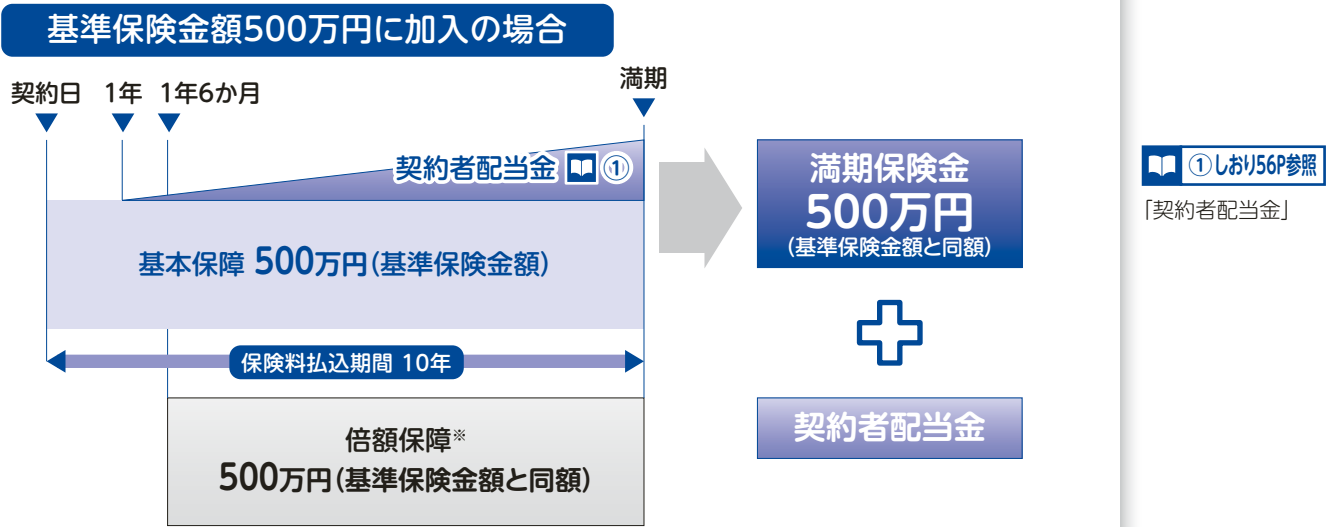 基準保険金額500万円に加入の場合
契約日 1年 1年6か月 満期
契約者配当金 ①
基本保障 500万円(基準保険金額)
保険料払込期間 10年
倍額保障※
500万円(基準保険金額と同額)
満期保険金
500万円
(基準保険金額と同額)
契約者配当金
①しおり56P参照
「契約者配当金」